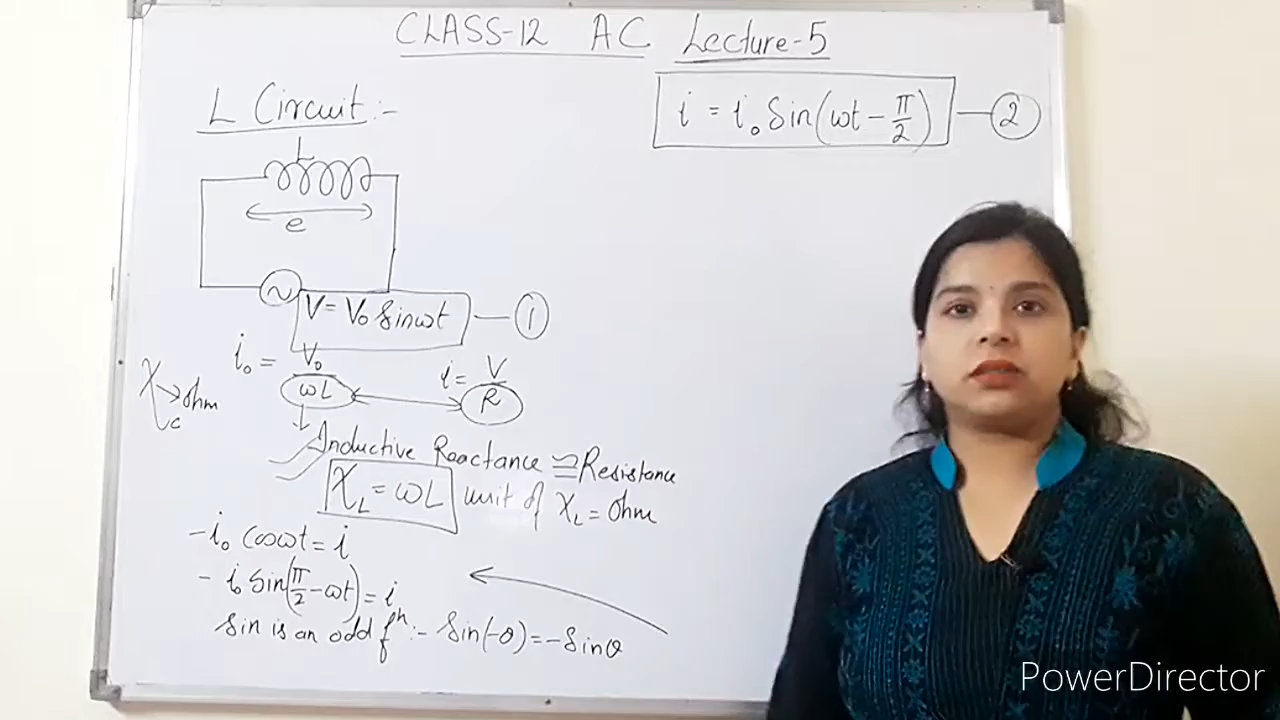 CLASS-12 AC Lecture-5
L Circuit:-
i = i₀ Sin(ωt - π/2) — 2
L
e
V = V₀ Sinωt — 1
i₀ = V₀/ωL
i = V/R
X꜀ → ohm
Inductive Reactance ≅ Resistance
X_L = ωL unit of X_L = Ohm
- i₀ Cosωt = i
- i₀ Sin(π/2 - ωt) = i
Sin is an odd fⁿ :- Sin(-θ) = -Sinθ
PowerDirector